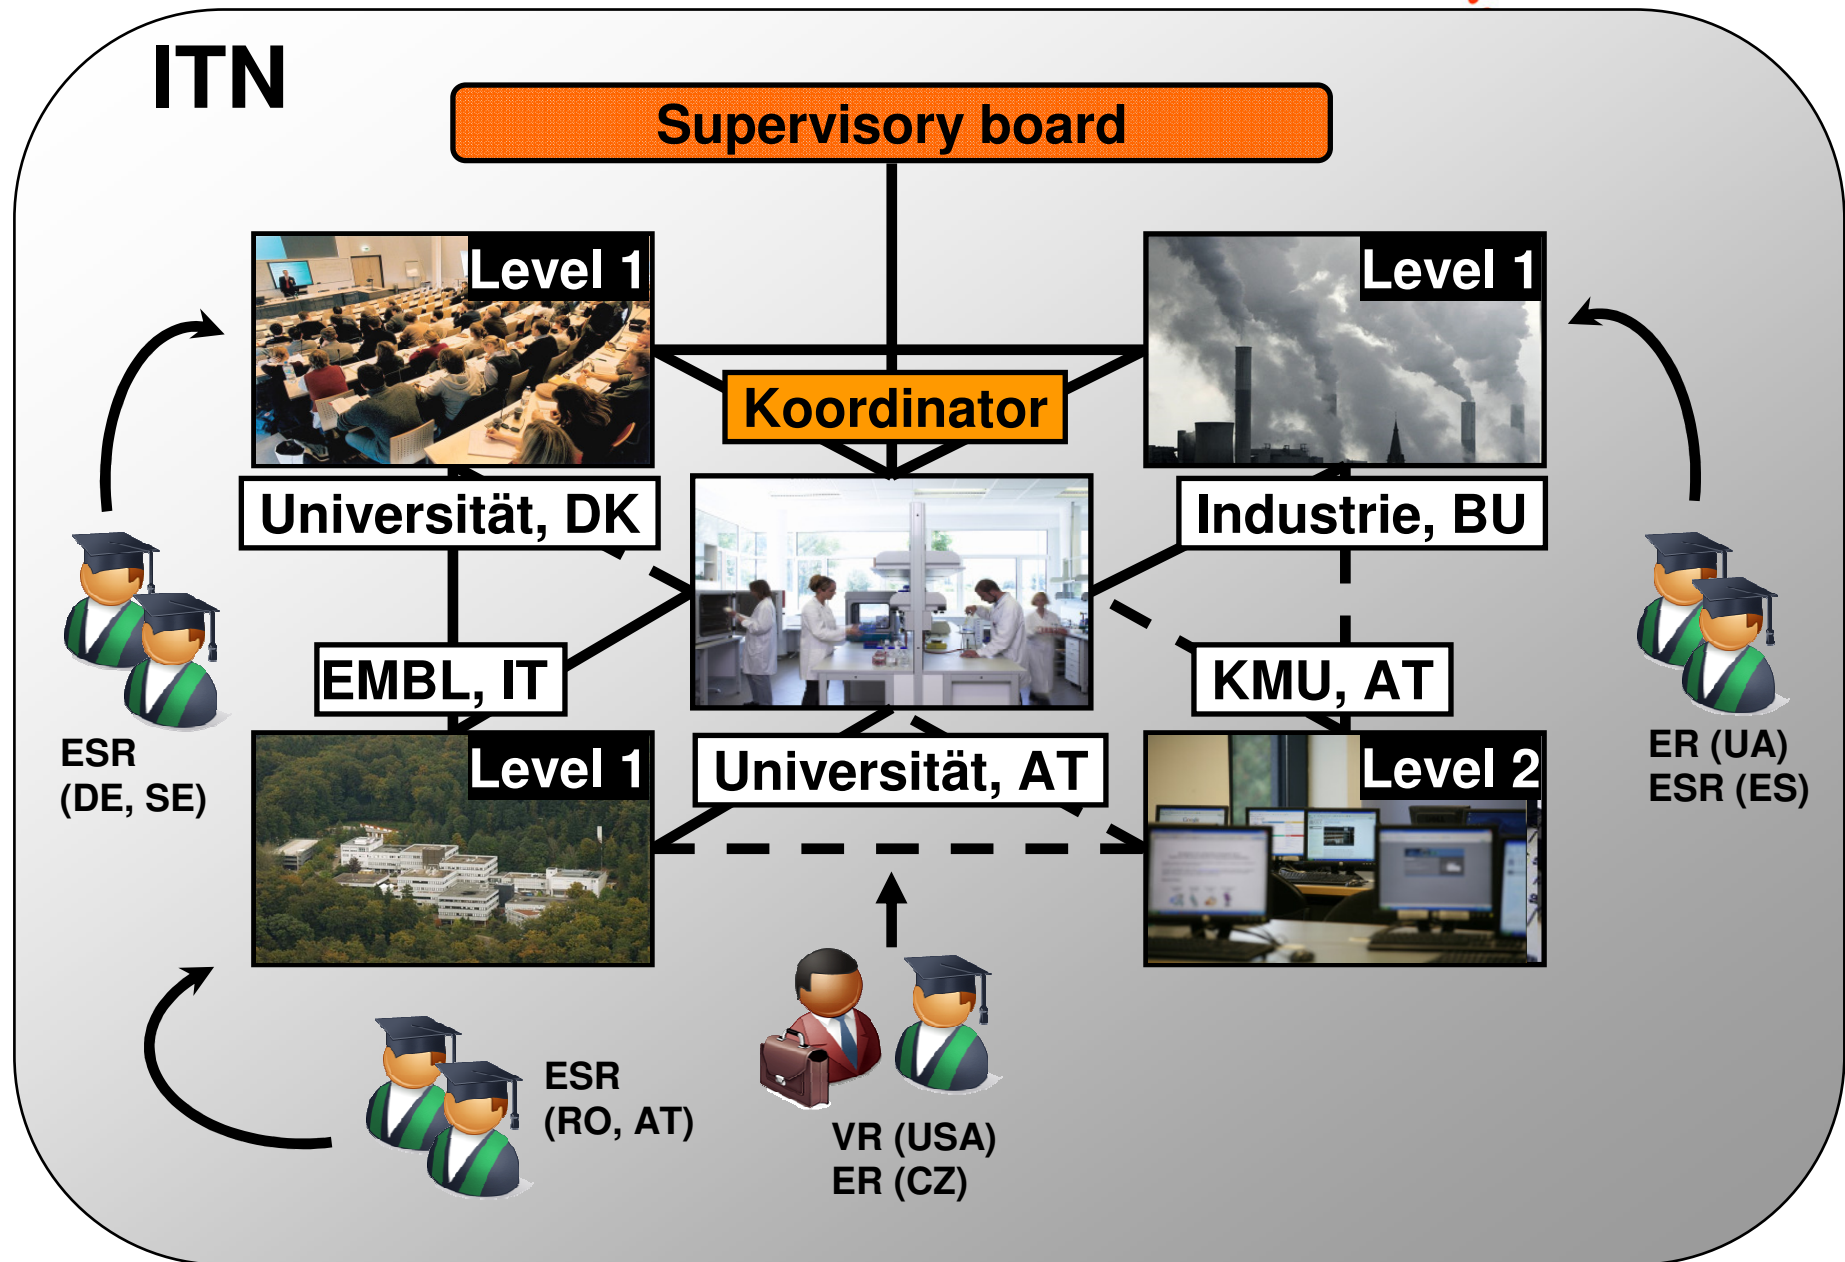 ITN
Supervisory board
Level 1
Level 1
Koordinator
Universität, DK
Industrie, BU
EMBL, IT
KMU, AT
Level 1
Universität, AT
Level 2
ESR
(DE, SE)
ER (UA)
ESR (ES)
ESR
(RO, AT)
VR (USA)
ER (CZ)